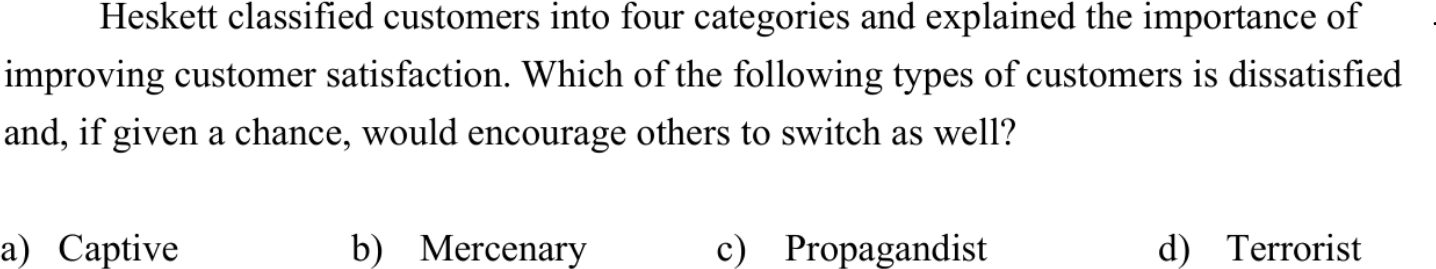 Heskett classified customers into four categories and explained the importance of
improving customer satisfaction. Which of the following types of customers is dissatisfied
and, if given a chance, would encourage others to switch as well?
a) Captive b) Mercenary c) Propagandist d) Terrorist